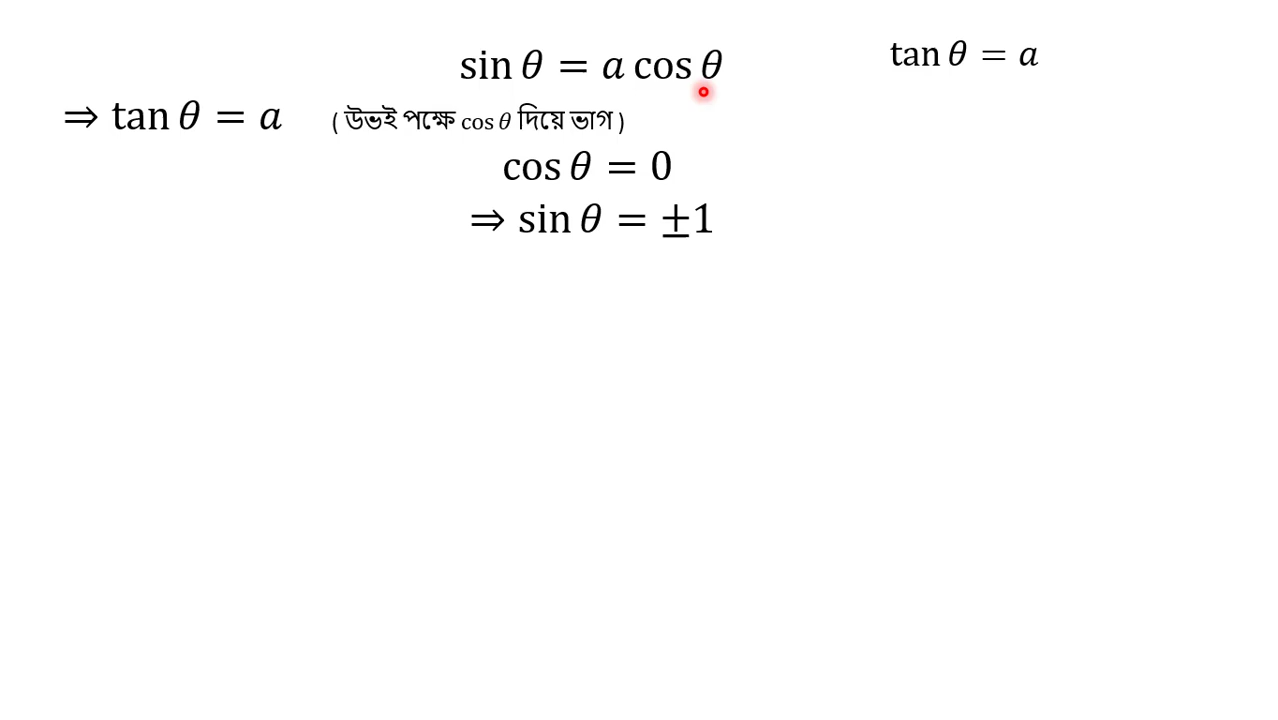 sin θ = a cos θ
tan θ = a
⇒ tan θ = a ( উভই পক্ষে cos θ দিয়ে ভাগ )
cos θ = 0
⇒ sin θ = ±1